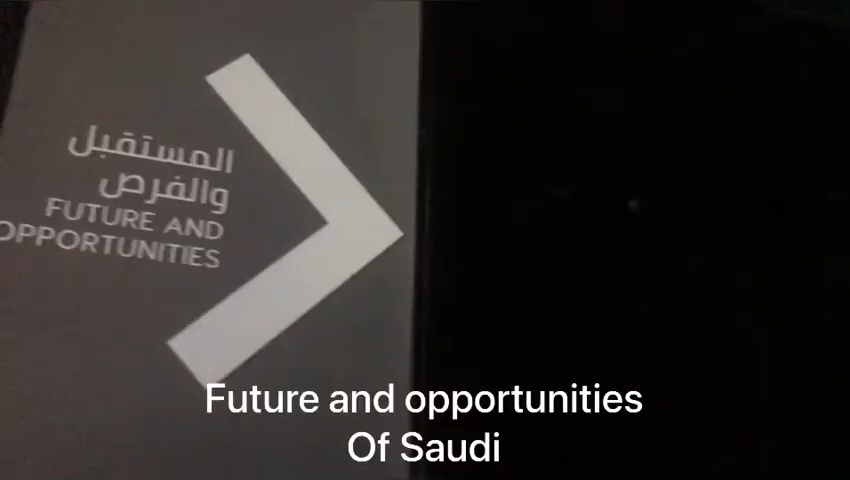 المستقبل
والفرص
FUTURE AND
OPPORTUNITIES
Future and opportunities
Of Saudi